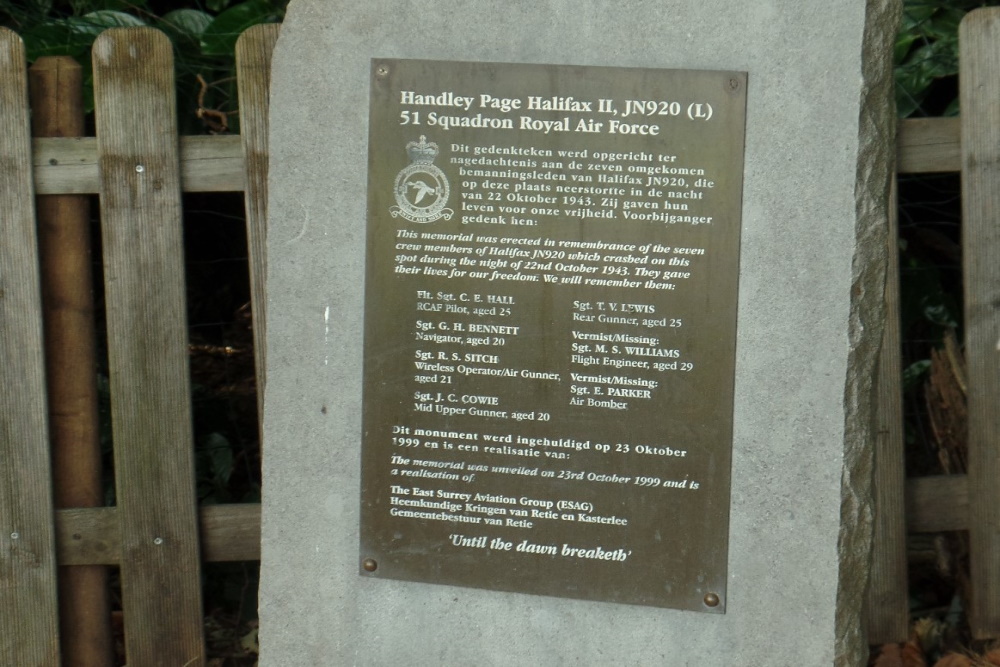 Handley Page Halifax II, JN920 (L)
51 Squadron Royal Air Force
Dit gedenkteken werd opgericht ter
nagedachtenis aan de zeven omgekomen
bemanningsleden van Halifax JN920, die
op deze plaats neerstortte in de nacht
van 22 Oktober 1943. Zij gaven hun
leven voor onze vrijheid. Voorbijganger
gedenk hen:
This memorial was erected in remembrance of the seven
crew members of Halifax JN920 which crashed on this
spot during the night of 22nd October 1943. They gave
their lives for our freedom. We will remember them:
Flt. Sgt. C. E. HALL
RCAF Pilot, aged 25
Sgt. G. H. BENNETT
Navigator, aged 20
Sgt. R. S. SITCH
Wireless Operator/Air Gunner,
aged 21
Sgt. J. C. COWIE
Mid Upper Gunner, aged 20
Sgt. T. V. LEWIS
Rear Gunner, aged 25
Vermist/Missing:
Sgt. M. S. WILLIAMS
Flight Engineer, aged 29
Vermist/Missing:
Sgt. E. PARKER
Air Bomber
Dit monument werd ingehuldigd op 23 Oktober
1999 en is een realisatie van:
The memorial was unveiled on 23rd October 1999 and is
a realisation of
The East Surrey Aviation Group (ESAG)
Heemkundige Kringen van Retie en Kasterlee
Gemeentebestuur van Retie
'Until the dawn breaketh'